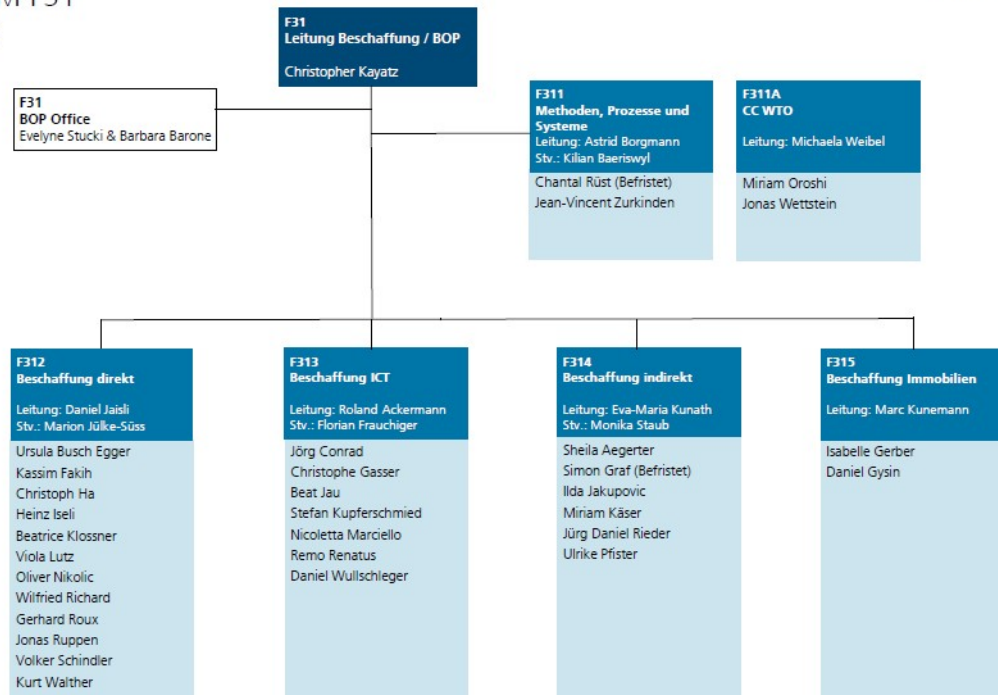 F31
F31
Leitung Beschaffung / BOP
Christopher Kayatz
F31
BOP Office
Evelyne Stucki & Barbara Barone
F311
Methoden, Prozesse und
Systeme
Leitung: Astrid Borgmann
Stv.: Kilian Baeriswyl
Chantal Rüst (Befristet)
Jean-Vincent Zurkinden
F311A
CC WTO
Leitung: Michaela Weibel
Miriam Oroshi
Jonas Wettstein
F312
Beschaffung direkt
Leitung: Daniel Jaisli
Stv.: Marion Jülke-Süss
Ursula Busch Egger
Kassim Fakih
Christoph Ha
Heinz Iseli
Beatrice Klossner
Viola Lutz
Oliver Nikolic
Wilfried Richard
Gerhard Roux
Jonas Ruppen
Volker Schindler
Kurt Walther
F313
Beschaffung ICT
Leitung: Roland Ackermann
Stv.: Florian Frauchiger
Jörg Conrad
Christophe Gasser
Beat Jau
Stefan Kupferschmied
Nicoletta Marciello
Remo Renatus
Daniel Wullschleger
F314
Beschaffung indirekt
Leitung: Eva-Maria Kunath
Stv.: Monika Staub
Sheila Aegerter
Simon Graf (Befristet)
Ilda Jakupovic
Miriam Käser
Jürg Daniel Rieder
Ulrike Pfister
F315
Beschaffung Immobilien
Leitung: Marc Kunemann
Isabelle Gerber
Daniel Gysin